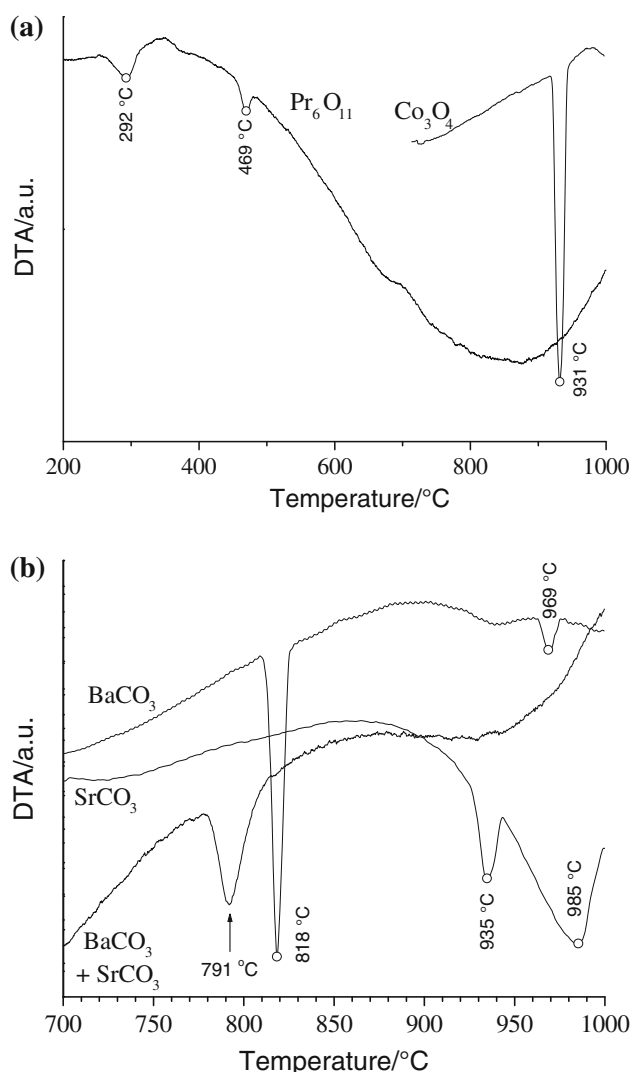 (a)
292 °C
469 °C
Pr6O11
Co3O4
931 °C
DTA/a.u.
200 400 600 800 1000
Temperature/°C
(b)
969 °C
BaCO3
SrCO3
DTA/a.u.
BaCO3
+ SrCO3
791 °C
818 °C
935 °C
985 °C
700 750 800 850 900 950 1000
Temperature/°C